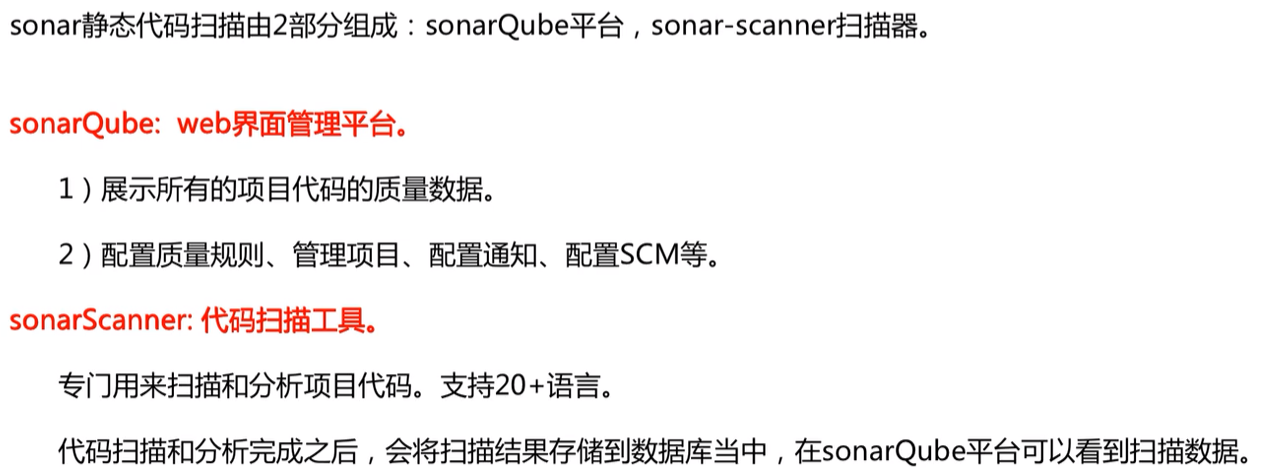 sonar静态代码扫描由2部分组成：sonarQube平台，sonar-scanner扫描器。
sonarQube:  web界面管理平台。
1）展示所有的项目代码的质量数据。
2）配置质量规则、管理项目、配置通知、配置SCM等。
sonarScanner: 代码扫描工具。
专门用来扫描和分析项目代码。支持20+语言。
代码扫描和分析完成之后，会将扫描结果存储到数据库当中，在sonarQube平台可以看到扫描数据。